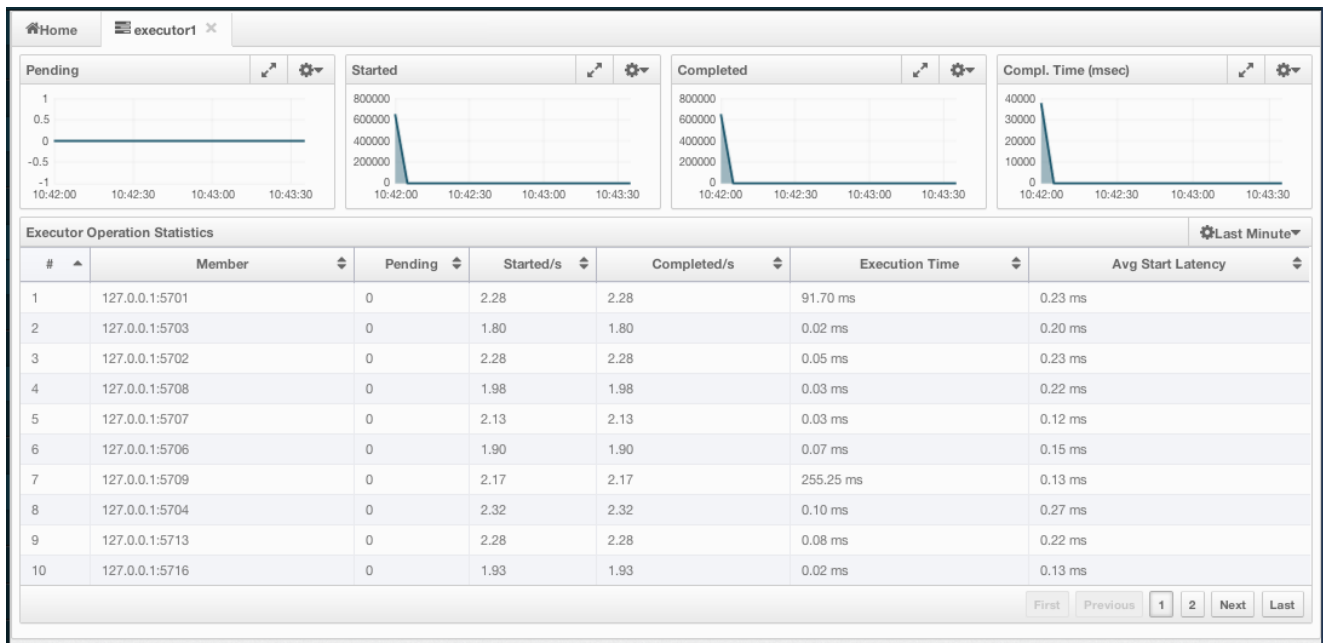 Home executor1
Pending Started Completed Compl. Time (msec)
1
0.5
0
-0.5
-1
10:42:00 10:42:30 10:43:00 10:43:30
800000
600000
400000
200000
0
10:42:00 10:42:30 10:43:00 10:43:30
800000
600000
400000
200000
0
10:42:00 10:42:30 10:43:00 10:43:30
40000
30000
20000
10000
0
10:42:00 10:42:30 10:43:00 10:43:30
Executor Operation Statistics Last Minute
# Member Pending Started/s Completed/s Execution Time Avg Start Latency
1 127.0.0.1:5701 0 2.28 2.28 91.70 ms 0.23 ms
2 127.0.0.1:5703 0 1.80 1.80 0.02 ms 0.20 ms
3 127.0.0.1:5702 0 2.28 2.28 0.05 ms 0.23 ms
4 127.0.0.1:5708 0 1.98 1.98 0.03 ms 0.22 ms
5 127.0.0.1:5707 0 2.13 2.13 0.03 ms 0.12 ms
6 127.0.0.1:5706 0 1.90 1.90 0.07 ms 0.15 ms
7 127.0.0.1:5709 0 2.17 2.17 255.25 ms 0.13 ms
8 127.0.0.1:5704 0 2.32 2.32 0.10 ms 0.27 ms
9 127.0.0.1:5713 0 2.28 2.28 0.08 ms 0.22 ms
10 127.0.0.1:5716 0 1.93 1.93 0.02 ms 0.13 ms
First Previous 1 2 Next Last